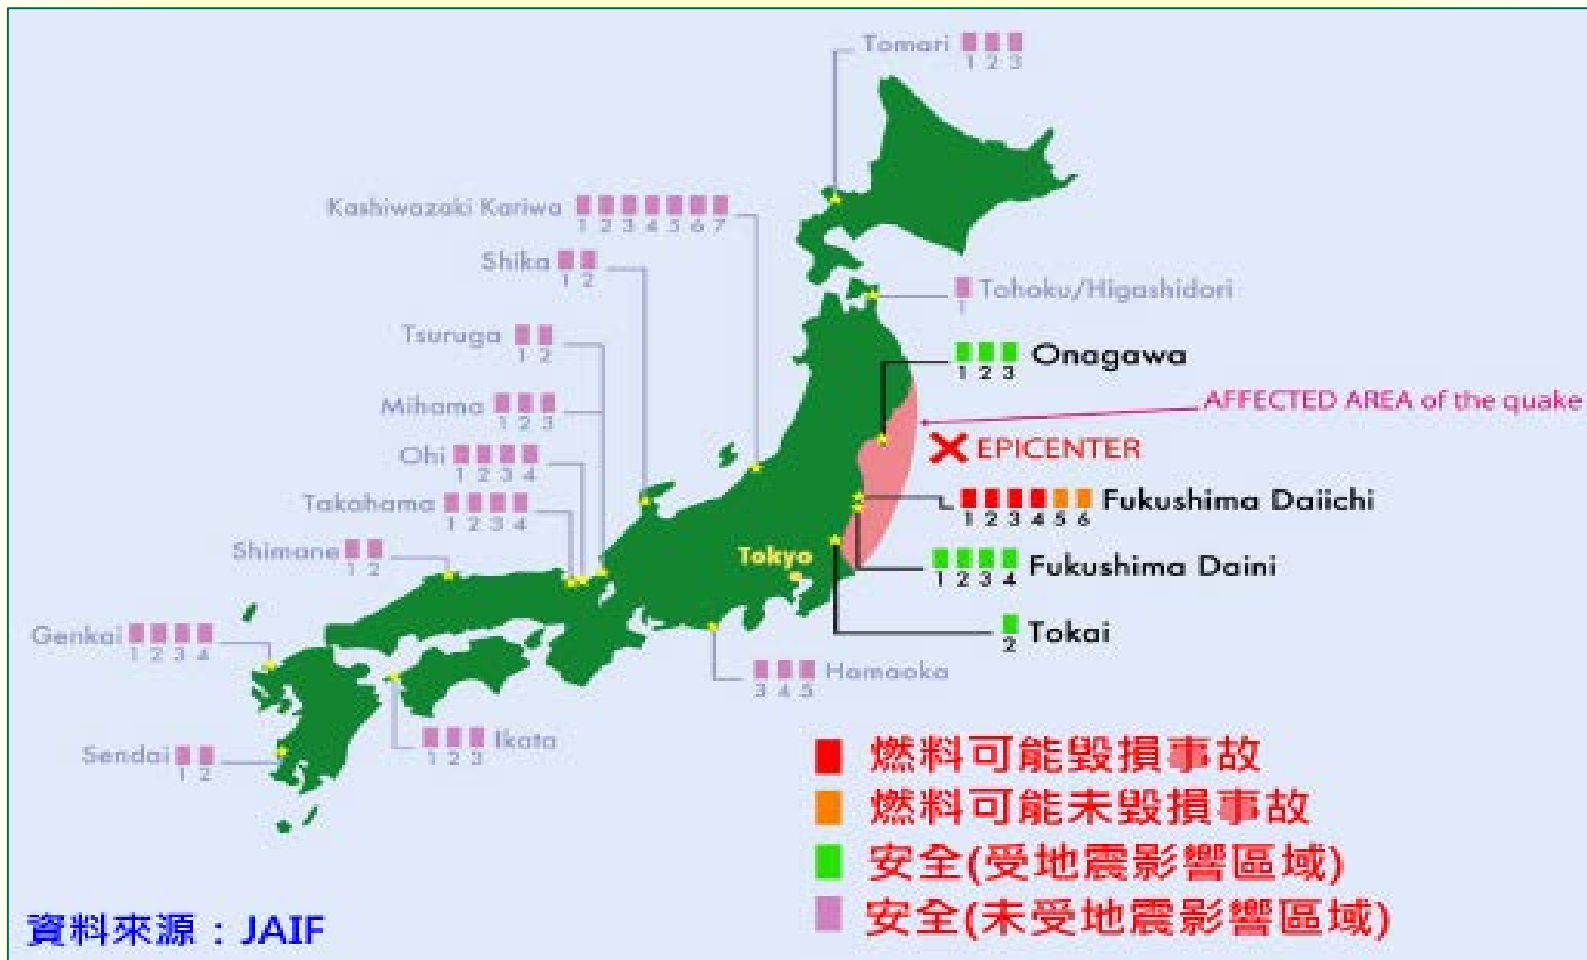 Tomari
1 2 3
Kashiwazaki Kariwa
1 2 3 4 5 6 7
Shika
1 2
1 Tohoku/Higashidori
Tsuruga
1 2
Onagawa
1 2 3
Mihama
1 2 3
AFFECTED AREA of the quake
EPICENTER
Ohi
1 2 3 4
Takahama
1 2 3 4
Fukushima Daiichi
1 2 3 4 5 6
Shimane
1 2
Tokyo
Fukushima Daini
1 2 3 4
Genkai
1 2 3 4
Tokai
2
Hamaoka
3 4 5
Ikata
1 2 3
Sendai
1 2
燃料可能毀損事故
燃料可能未毀損事故
安全(受地震影響區域)
安全(未受地震影響區域)
資料來源：JAIF